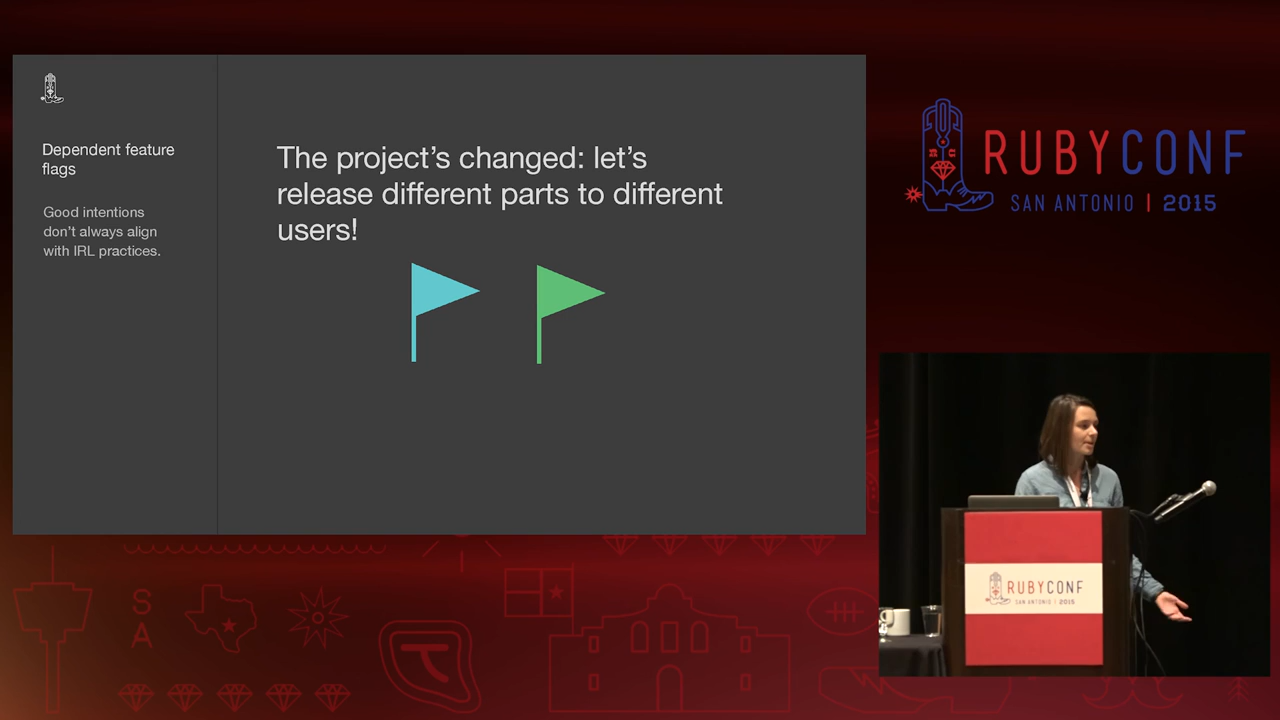 Dependent feature
flags
Good intentions
don't always align
with IRL practices.
The project's changed: let's
release different parts to different
users!
RUBYCONF
SAN ANTONIO | 2015
RUBYCONF
SAN ANTONIO | 2015
S
A